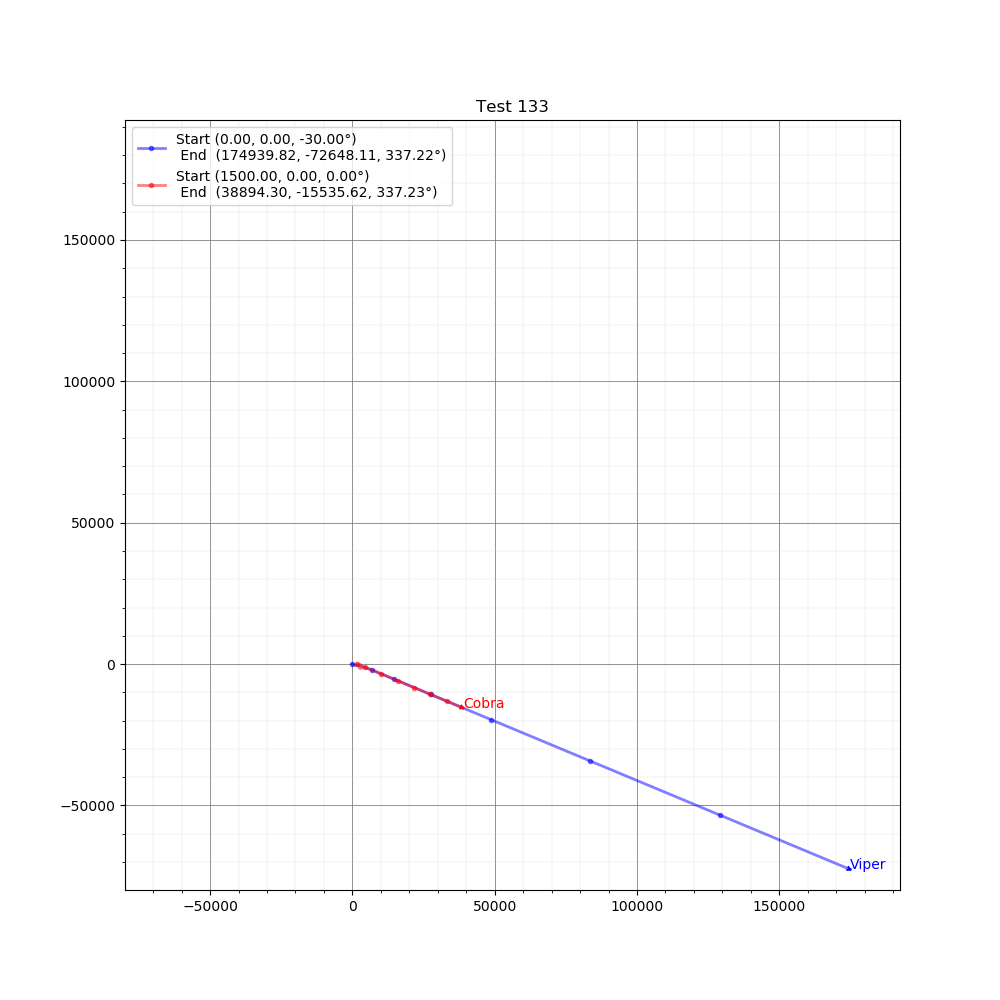 Test 133
Start (0.00, 0.00, -30.00°)
End (174939.82, -72648.11, 337.22°)
Start (1500.00, 0.00, 0.00°)
End (38894.30, -15535.62, 337.23°)
150000
100000
50000
0
−50000
Cobra
Viper
−50000 0 50000 100000 150000